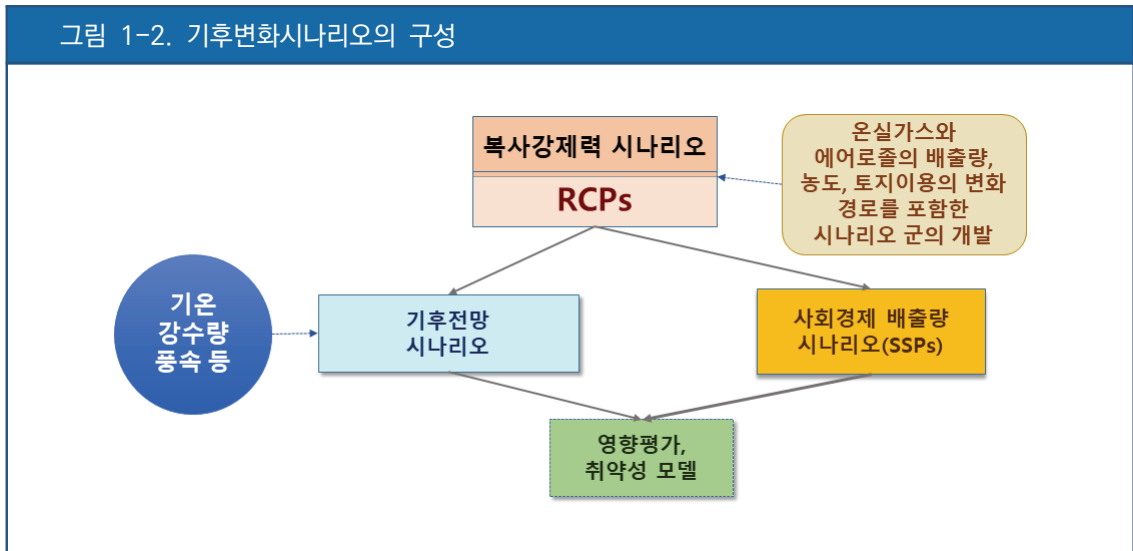 그림 1-2. 기후변화시나리오의 구성
복사강제력 시나리오
RCPs
온실가스와
에어로졸의 배출량,
농도, 토지이용의 변화
경로를 포함한
시나리오 군의 개발
기온
강수량
풍속 등
기후전망
시나리오
사회경제 배출량
시나리오(SSPs)
영향평가,
취약성 모델